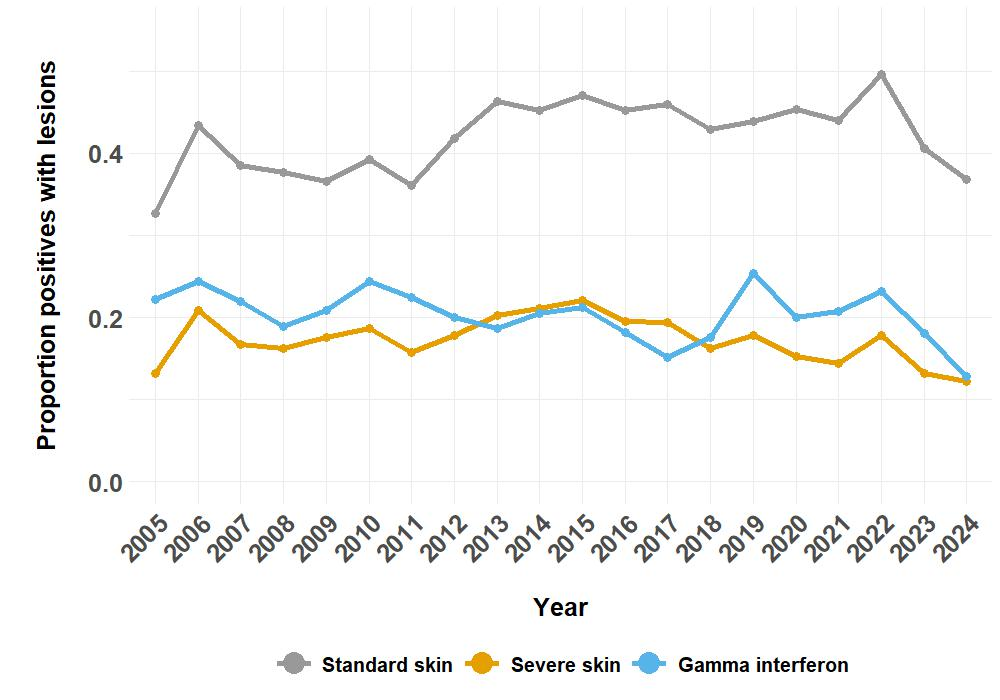 Proportion positives with lesions
0.4
0.2
0.0
2005 2006 2007 2008 2009 2010 2011 2012 2013 2014 2015 2016 2017 2018 2019 2020 2021 2022 2023 2024
Year
Standard skin Severe skin Gamma interferon